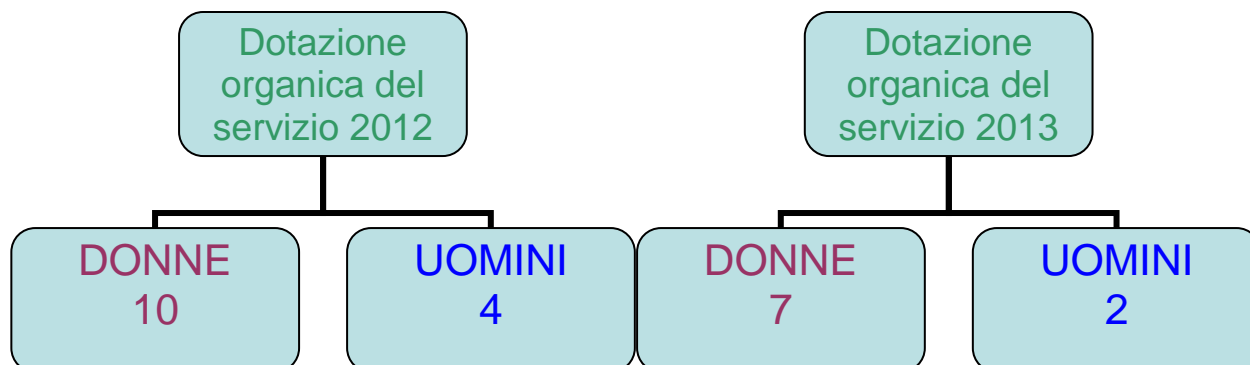 Dotazione
organica del
servizio 2012
Dotazione
organica del
servizio 2013
DONNE
10
UOMINI
4
DONNE
7
UOMINI
2